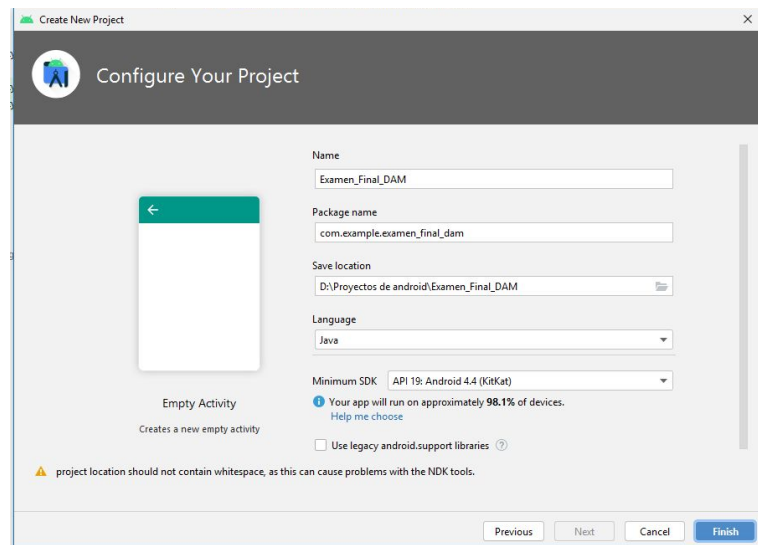 Create New Project
Configure Your Project
Name
Examen_Final_DAM
Package name
com.example.examen_final_dam
Save location
D:\Proyectos de android\Examen_Final_DAM
Language
Java
Minimum SDK API 19: Android 4.4 (KitKat)
Your app will run on approximately 98.1% of devices.
Help me choose
Use legacy android.support libraries ?
Empty Activity
Creates a new empty activity
project location should not contain whitespace, as this can cause problems with the NDK tools.
Previous Next Cancel Finish